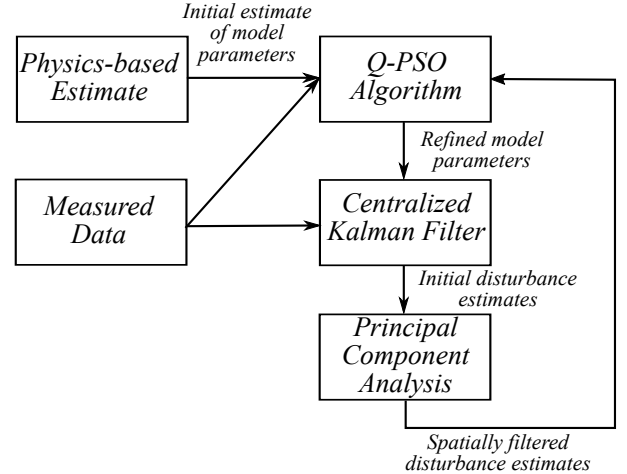 Initial estimate
of model
parameters
Physics-based
Estimate
Q-PSO
Algorithm
Refined model
parameters
Measured
Data
Centralized
Kalman Filter
Initial disturbance
estimates
Principal
Component
Analysis
Spatially filtered
disturbance estimates